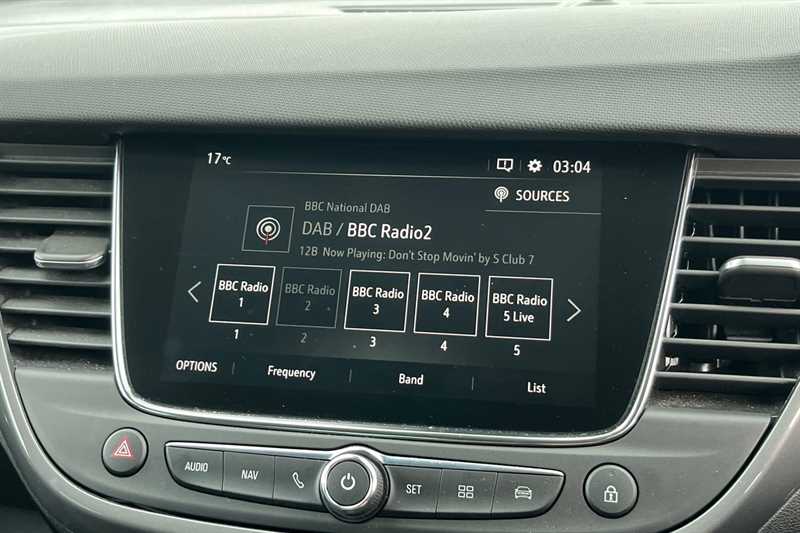 17°C 03:04
SOURCES
BBC National DAB
DAB / BBC Radio2
12B Now Playing: Don't Stop Movin' by S Club 7
BBC Radio 1
BBC Radio 2
BBC Radio 3
BBC Radio 4
BBC Radio 5 Live
1 2 3 4 5
OPTIONS Frequency Band List
AUDIO NAV SET